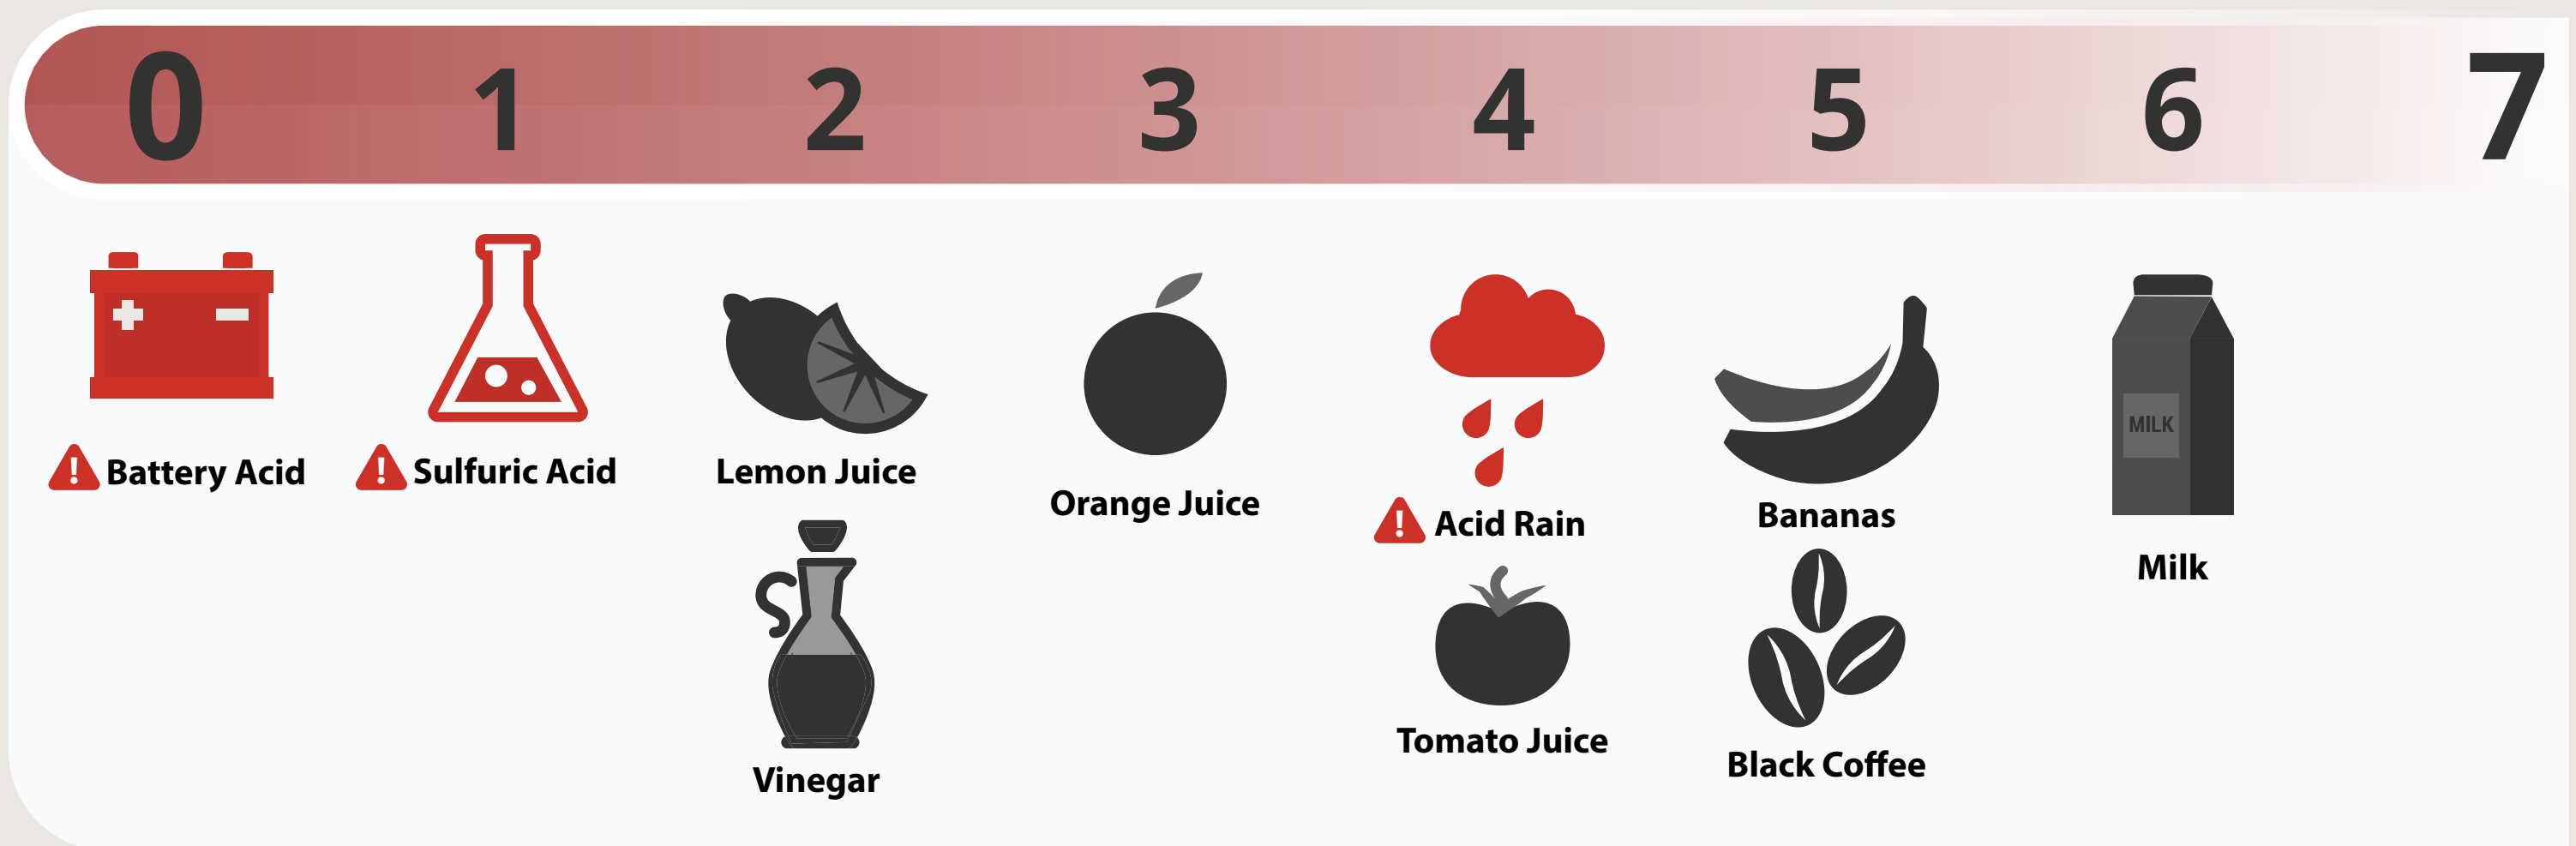 0 1 2 3 4 5 6 7
+ −
! Battery Acid
! Sulfuric Acid
Lemon Juice
Orange Juice
! Acid Rain
Bananas
MILK
Milk
Tomato Juice
Black Coffee
Vinegar